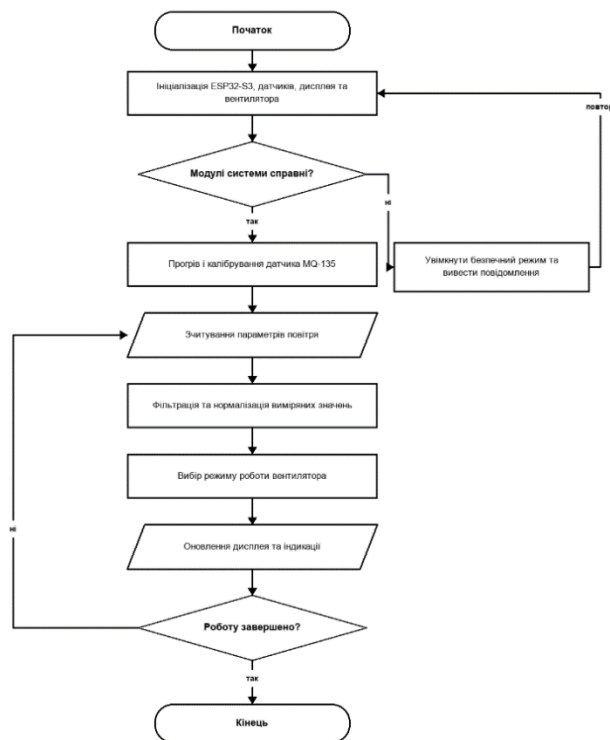 Початок
Ініціалізація ESP32-S3, датчиків, дисплея та
вентилятора
повтор
Модулі системи справні?
ні
так
Прогрів і калібрування датчика MQ-135
Увімкнути безпечний режим та
вивести повідомлення
Зчитування параметрів повітря
Фільтрація та нормалізація виміряних значень
Вибір режиму роботи вентилятора
ні
Оновлення дисплея та індикації
Роботу завершено?
так
Кінець